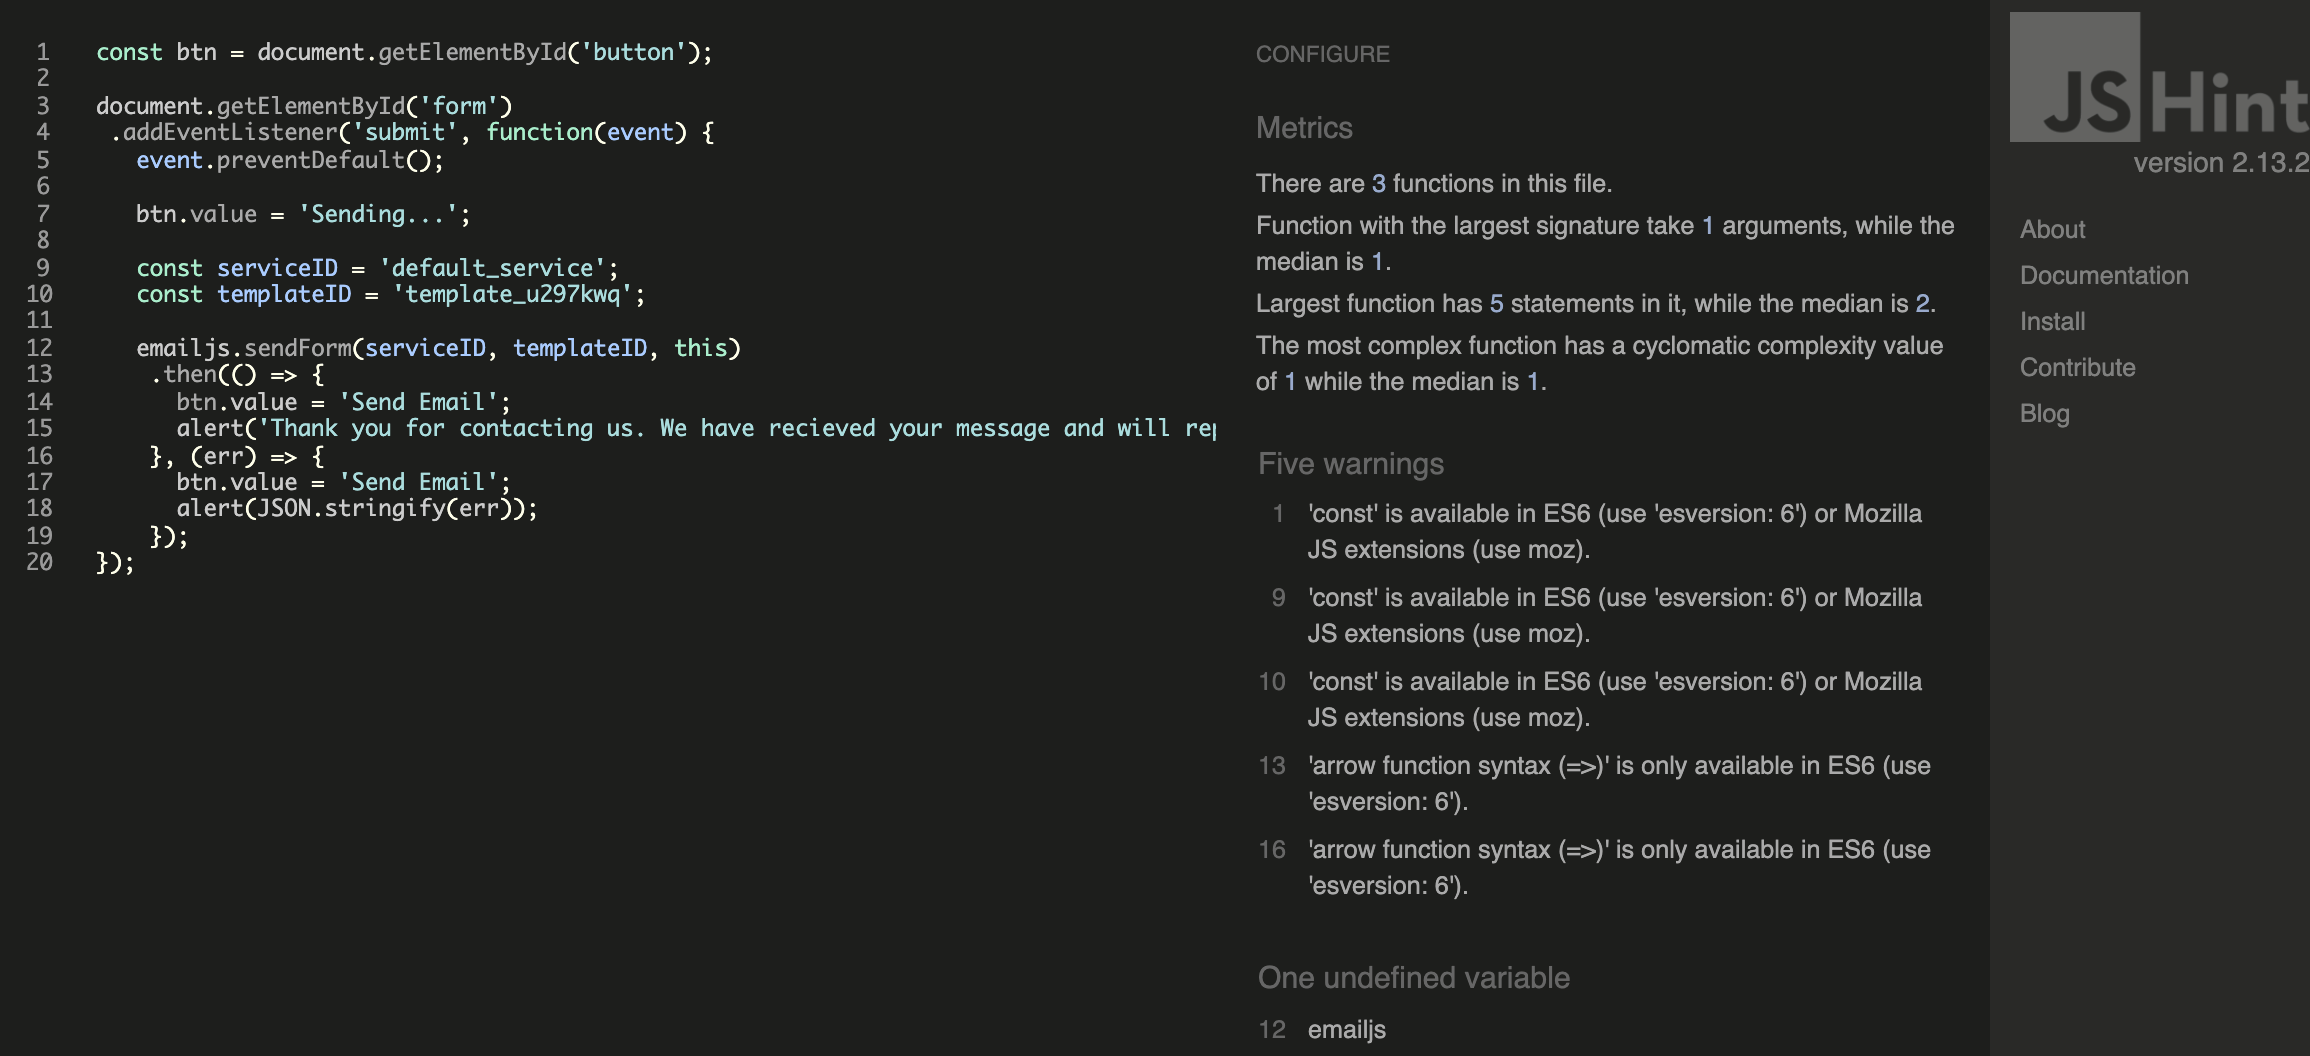 1 const btn = document.getElementById('button');
2
3 document.getElementById('form')
4 .addEventListener('submit', function(event) {
5 event.preventDefault();
6
7 btn.value = 'Sending...';
8
9 const serviceID = 'default_service';
10 const templateID = 'template_u297kwq';
11
12 emailjs.sendForm(serviceID, templateID, this)
13 .then(() => {
14 btn.value = 'Send Email';
15 alert('Thank you for contacting us. We have recieved your message and will
16 }, (err) => {
17 btn.value = 'Send Email';
18 alert(JSON.stringify(err));
19 });
20 });
CONFIGURE
Metrics
There are 3 functions in this file.
Function with the largest signature take 1 arguments, while the
median is 1.
Largest function has 5 statements in it, while the median is 2.
The most complex function has a cyclomatic complexity value
of 1 while the median is 1.
Five warnings
1 'const' is available in ES6 (use 'esversion: 6') or Mozilla
JS extensions (use moz).
9 'const' is available in ES6 (use 'esversion: 6') or Mozilla
JS extensions (use moz).
10 'const' is available in ES6 (use 'esversion: 6') or Mozilla
JS extensions (use moz).
13 'arrow function syntax (=>)' is only available in ES6 (use
'esversion: 6').
16 'arrow function syntax (=>)' is only available in ES6 (use
'esversion: 6').
One undefined variable
12 emailjs
JSHint
version 2.13.2
About
Documentation
Install
Contribute
Blog